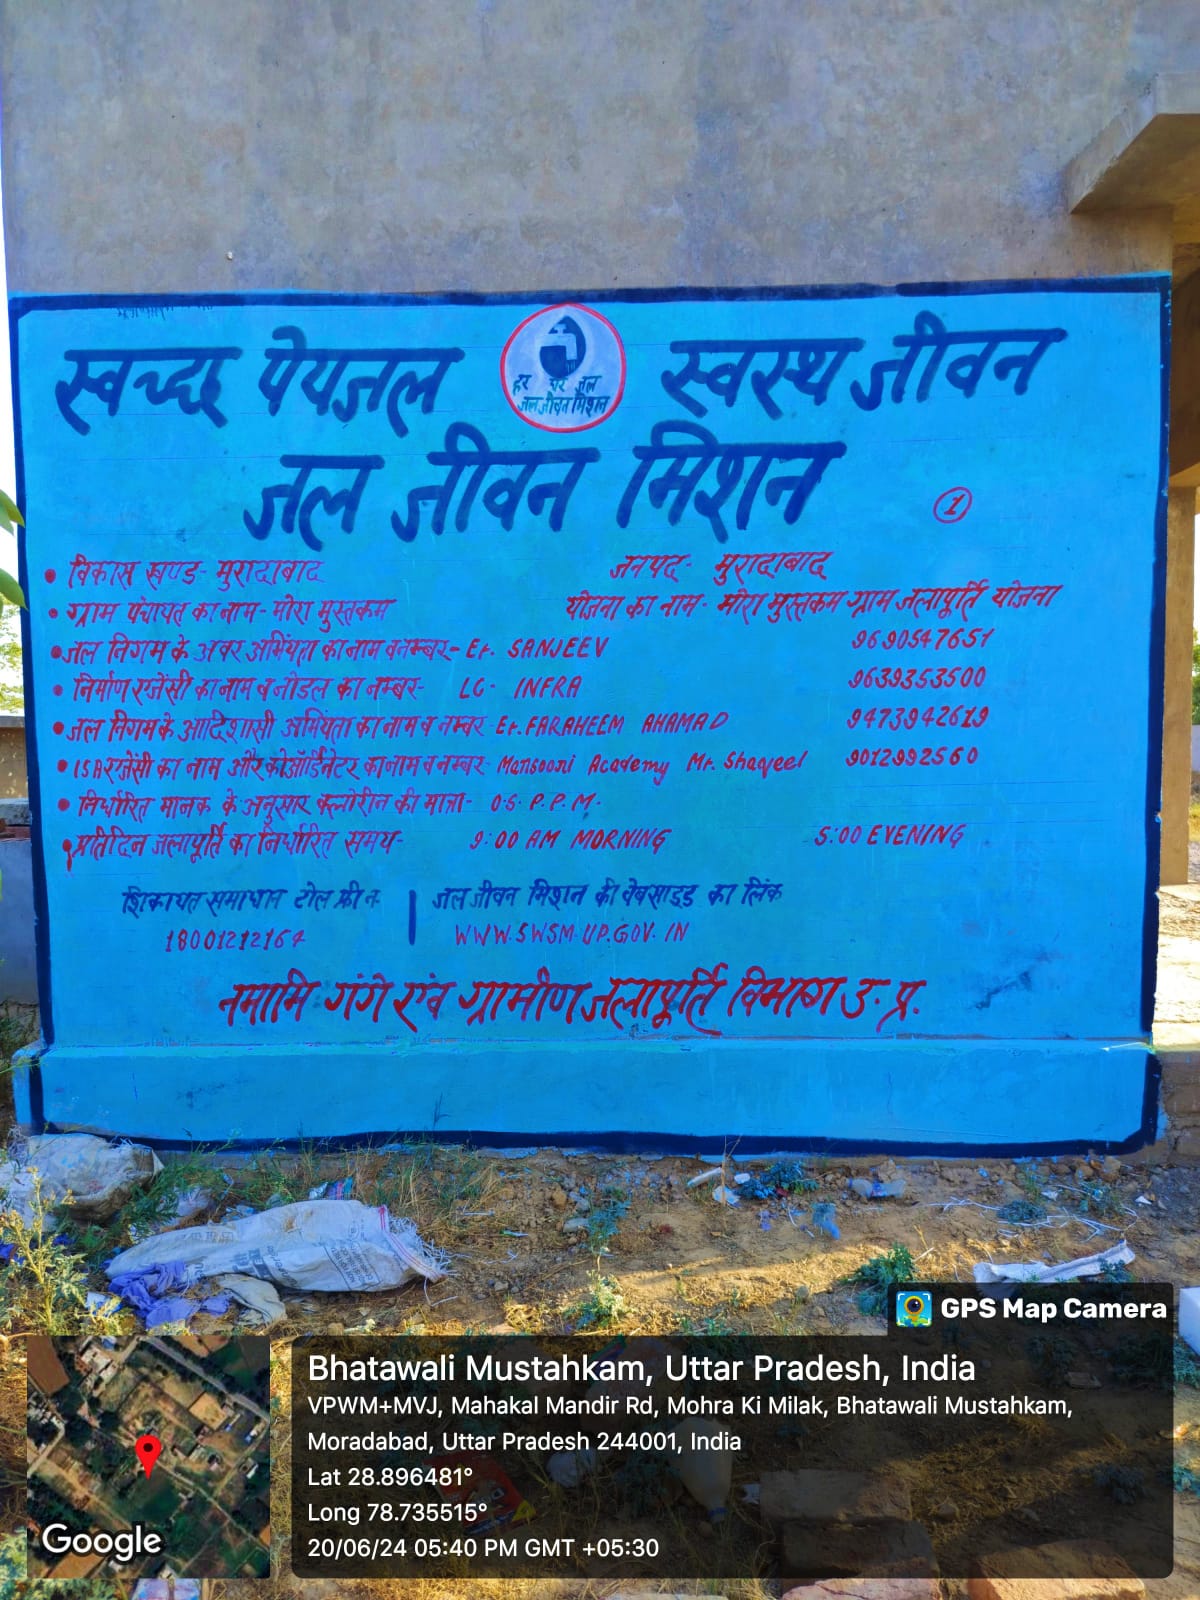 स्वच्छ पेयजल
हर घर जल
जल जीवन मिशन
स्वस्थ जीवन
जल जीवन मिशन
1
• विकास खण्ड- मुरादाबाद जनपद- मुरादाबाद
• ग्राम पंचायत का नाम- मोरा मुस्तकम योजना का नाम- मोरा मुस्तकम ग्राम जलापूर्ति योजना
• जल निगम के अवर अभियंता का नाम व नम्बर- Er. SANJEEV 9690547651
• निर्माण एजेंसी का नाम व नोडल का नम्बर- LC- INFRA 9639353500
• जल निगम के आदिशासी अभियंता का नाम व नम्बर- Er. FARAHEEM AHAMAD 9473942619
• ISA एजेंसी का नाम और कोऑर्डिनेटर का नाम व नम्बर- Mansoori Academy Mr. Shaqeel 9012992560
• निर्धारित मानक के अनुसार क्लोरीन की मात्रा- 0.5. P.P.M.
• प्रतिदिन जलापूर्ति का निर्धारित समय- 9:00 AM MORNING 5:00 EVENING
शिकायत समाधान टोल फ्री न. | जल जीवन मिशन की वेबसाइड का लिंक
18001212164 WWW.SWSM.UP.GOV.IN
नमामि गंगे एंव ग्रामीण जलापूर्ति विभाग उ.प्र.
GPS Map Camera
Bhatawali Mustahkam, Uttar Pradesh, India
VPWM+MVJ, Mahakal Mandir Rd, Mohra Ki Milak, Bhatawali Mustahkam,
Moradabad, Uttar Pradesh 244001, India
Lat 28.896481°
Long 78.735515°
20/06/24 05:40 PM GMT +05:30
Google